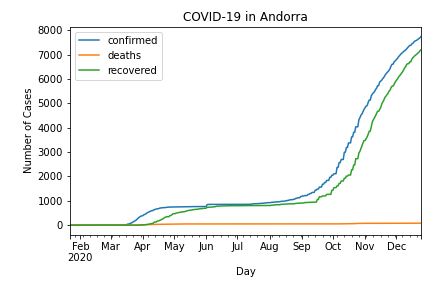 COVID-19 in Andorra
confirmed
deaths
recovered
Number of Cases
8000
7000
6000
5000
4000
3000
2000
1000
0
Feb Mar Apr May Jun Jul Aug Sep Oct Nov Dec
2020
Day